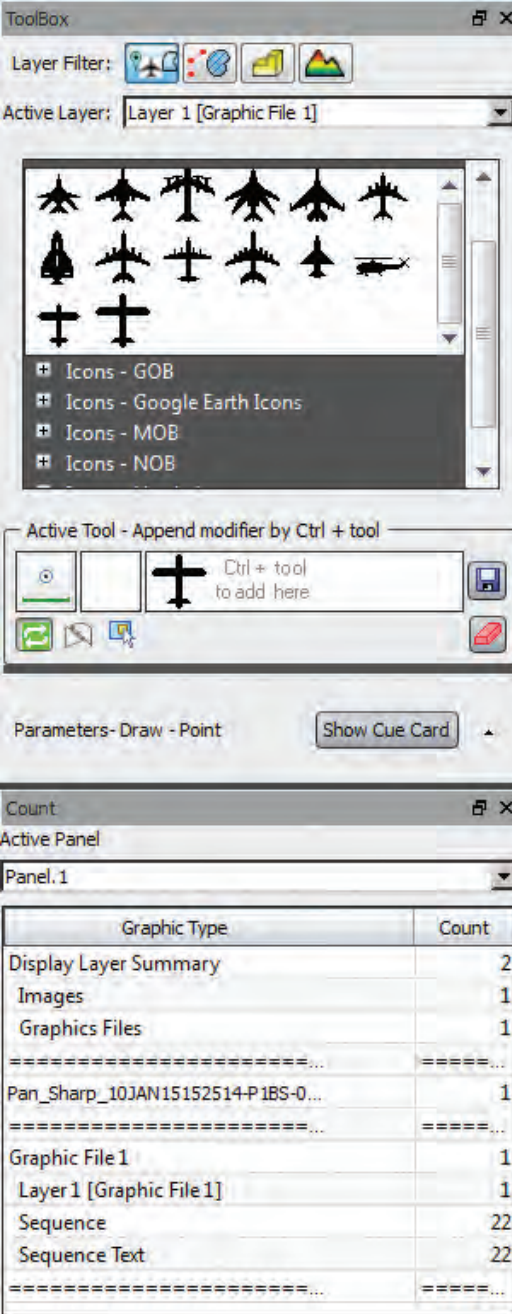 ToolBox
Layer Filter:
Active Layer: Layer 1 [Graphic File 1]
Icons - GOB
Icons - Google Earth Icons
Icons - MOB
Icons - NOB
Active Tool - Append modifier by Ctrl + tool
Ctrl + tool
to add here
Parameters- Draw - Point Show Cue Card
Count
Active Panel
Panel.1
Graphic Type Count
Display Layer Summary 2
Images 1
Graphics Files 1
======================... =====...
Pan_Sharp_10JAN15152514-P1BS-0... 1
======================... =====...
Graphic File 1 1
Layer 1 [Graphic File 1] 1
Sequence 22
Sequence Text 22
======================... =====...